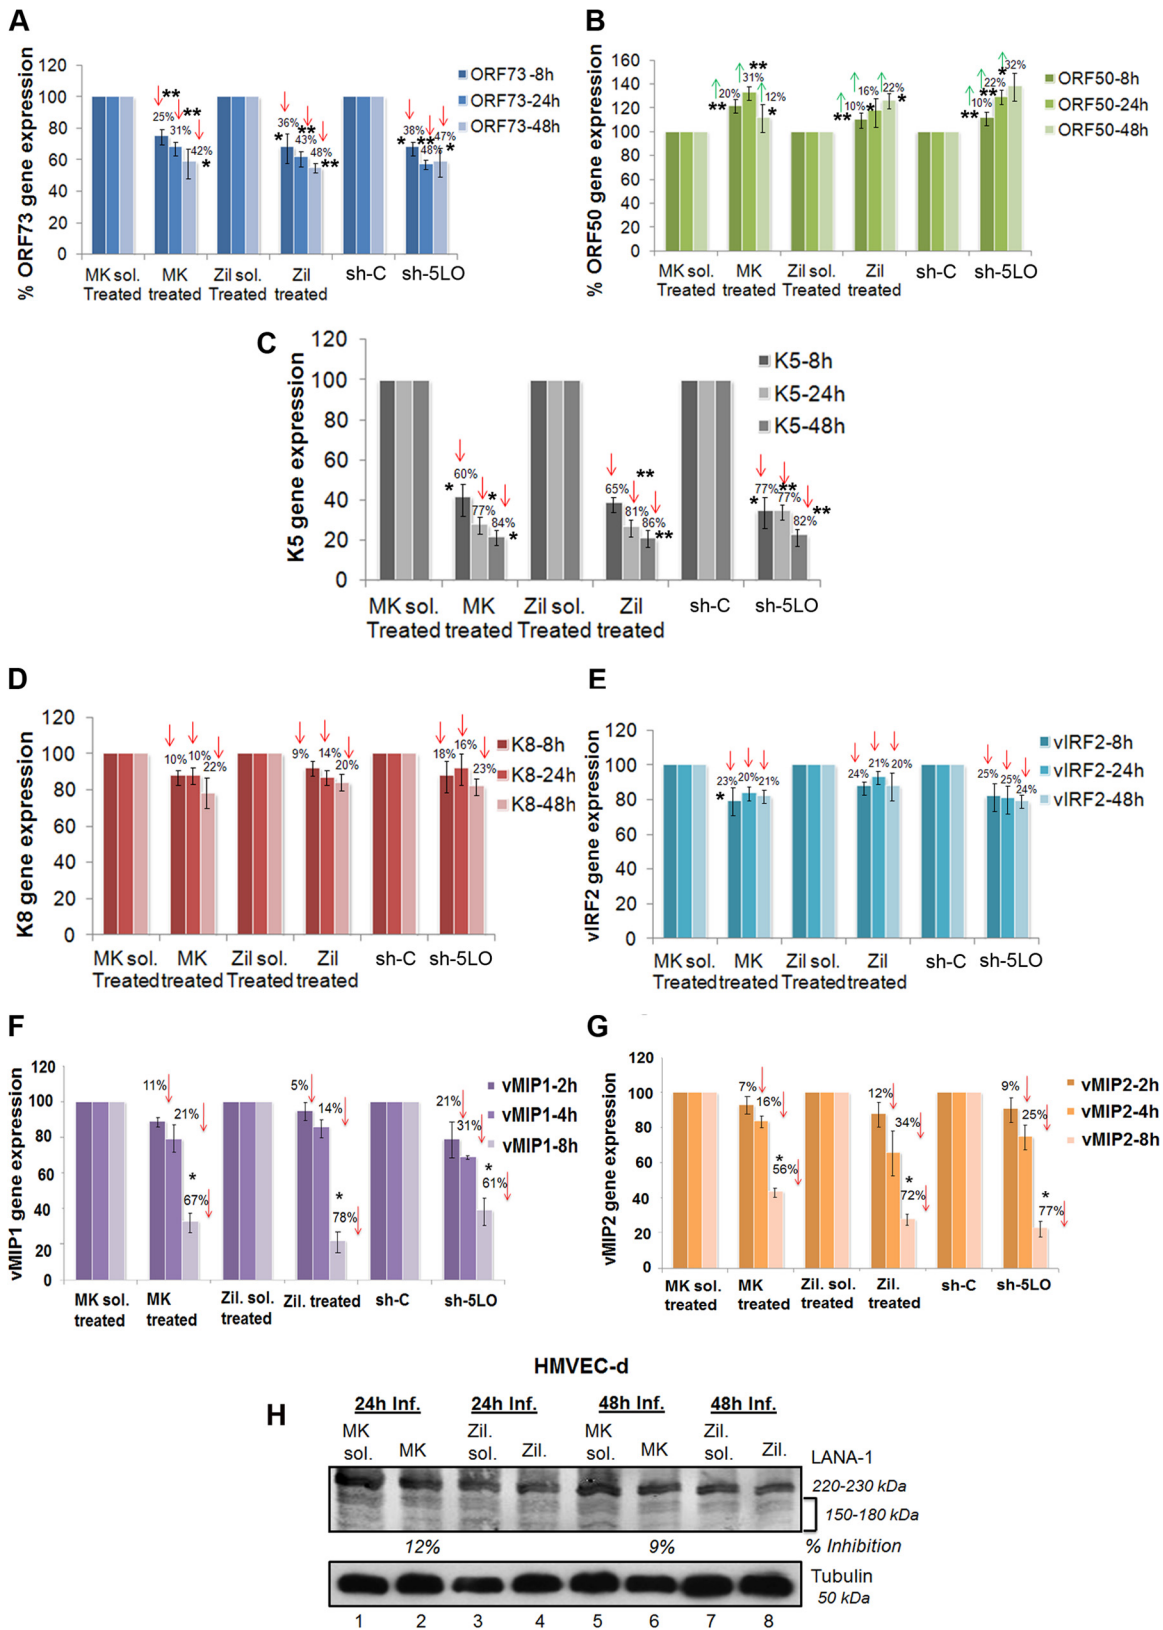 A
% ORF73 gene expression
120
100
80
60
40
20
0
ORF73-8h
ORF73-24h
ORF73-48h
** ** *
25% 31% 42%
* ** **
36% 43% 48%
* ** *
38% 48% 47%
MK sol. Treated
MK treated
Zil sol. Treated
Zil treated
sh-C
sh-5LO
B
% ORF50 gene expression
160
140
120
100
80
60
40
20
0
ORF50-8h
ORF50-24h
ORF50-48h
** ** *
20% 31% 12%
** * *
10% 16% 22%
** ** *
10% 22% 32%
MK sol. Treated
MK treated
Zil sol. Treated
Zil treated
sh-C
sh-5LO
C
K5 gene expression
120
100
80
60
40
20
0
K5-8h
K5-24h
K5-48h
* * *
60% 77% 84%
** **
65% 81% 86%
* ** **
77% 77% 82%
MK sol. Treated
MK treated
Zil sol. Treated
Zil treated
sh-C
sh-5LO
D
K8 gene expression
120
100
80
60
40
20
0
K8-8h
K8-24h
K8-48h
10% 10% 22%
9% 14% 20%
18% 16% 23%
MK sol. Treated
MK treated
Zil sol. Treated
Zil treated
sh-C
sh-5LO
E
vIRF2 gene expression
120
100
80
60
40
20
0
vIRF2-8h
vIRF2-24h
vIRF2-48h
*
23% 20% 21%
24% 21% 20%
25% 25% 24%
MK sol. Treated
MK treated
Zil sol. Treated
Zil treated
sh-C
sh-5LO
F
vMIP1 gene expression
120
100
80
60
40
20
0
vMIP1-2h
vMIP1-4h
vMIP1-8h
11% 21% * 67%
5% 14% * 78%
21% 31% * 61%
MK sol. treated
MK treated
Zil. sol. treated
Zil. treated
sh-C
sh-5LO
G
vMIP2 gene expression
120
100
80
60
40
20
0
vMIP2-2h
vMIP2-4h
vMIP2-8h
7% 16% * 56%
12% 34% * 72%
9% 25% * 77%
MK sol. treated
MK treated
Zil. sol. treated
Zil. treated
sh-C
sh-5LO
HMVEC-d
H
24h Inf. 24h Inf. 48h Inf. 48h Inf.
MK sol. MK Zil. sol. Zil. MK sol. MK Zil. sol. Zil.
LANA-1
220-230 kDa
150-180 kDa
12% 9% % Inhibition
Tubulin
50 kDa
1 2 3 4 5 6 7 8